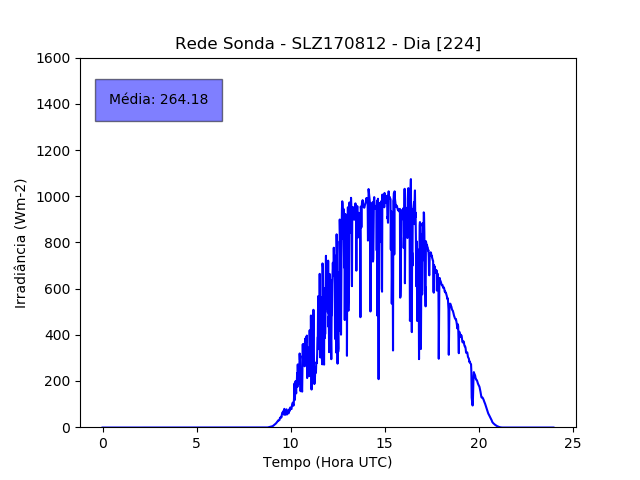 Rede Sonda - SLZ170812 - Dia [224]
1600
Média: 264.18
1400
1200
1000
800
600
400
200
0
Irradiância (Wm-2)
0 5 10 15 20 25
Tempo (Hora UTC)